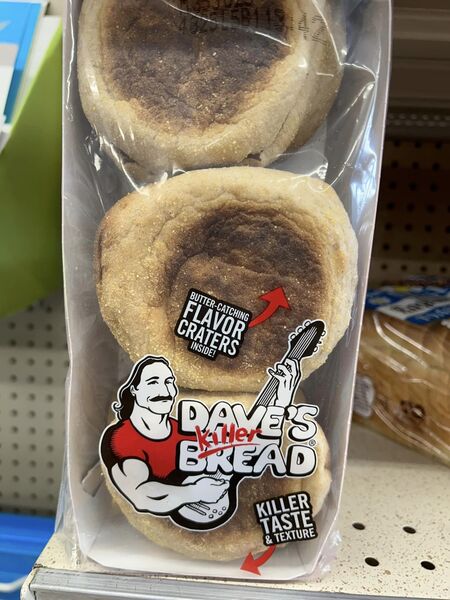 BUTTER-CATCHING
FLAVOR
CRATERS
INSIDE!
DAVE'S
killer
BREAD®
KILLER
TASTE
& TEXTURE